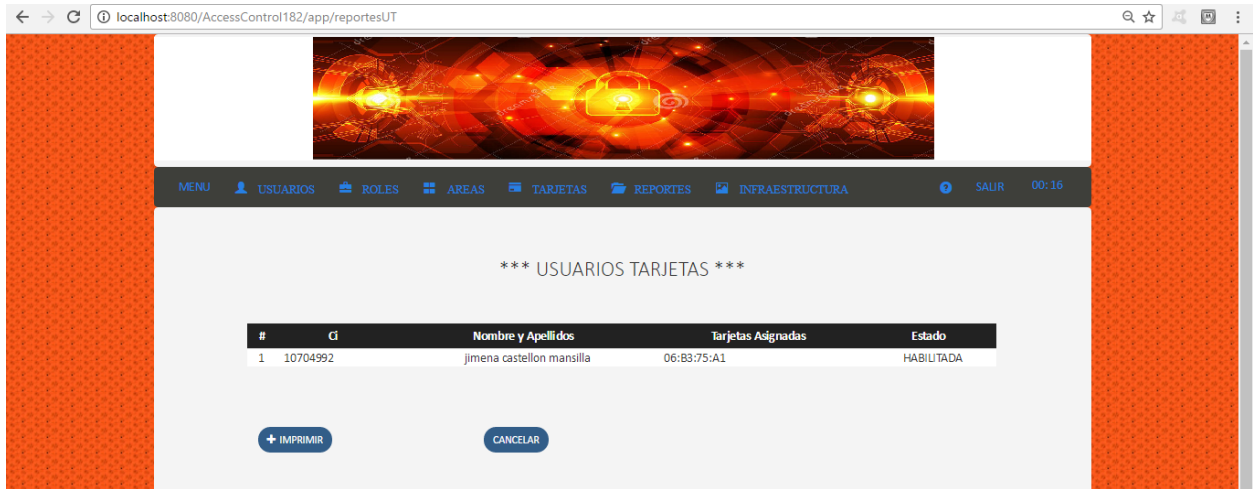 localhost:8080/AccessControl182/app/reportesUT
MENU USUARIOS ROLES AREAS TARJETAS REPORTES INFRAESTRUCTURA SALIR 00:16
*** USUARIOS TARJETAS ***
# Ci Nombre y Apellidos Tarjetas Asignadas Estado
1 10704992 jimena castellon mansilla 06:B3:75:A1 HABILITADA
IMPRIMIR CANCELAR